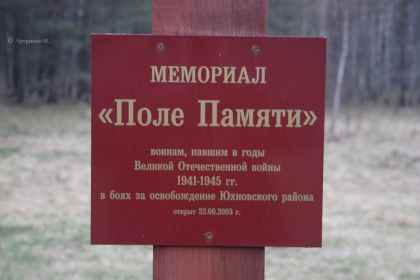 © Чупранин М.
МЕМОРИАЛ
«Поле Памяти»
воинам, павшим в годы
Великой Отечественной войны
1941-1945 гг.
в боях за освобождение Юхновского района
открыт 22.06.2003 г.